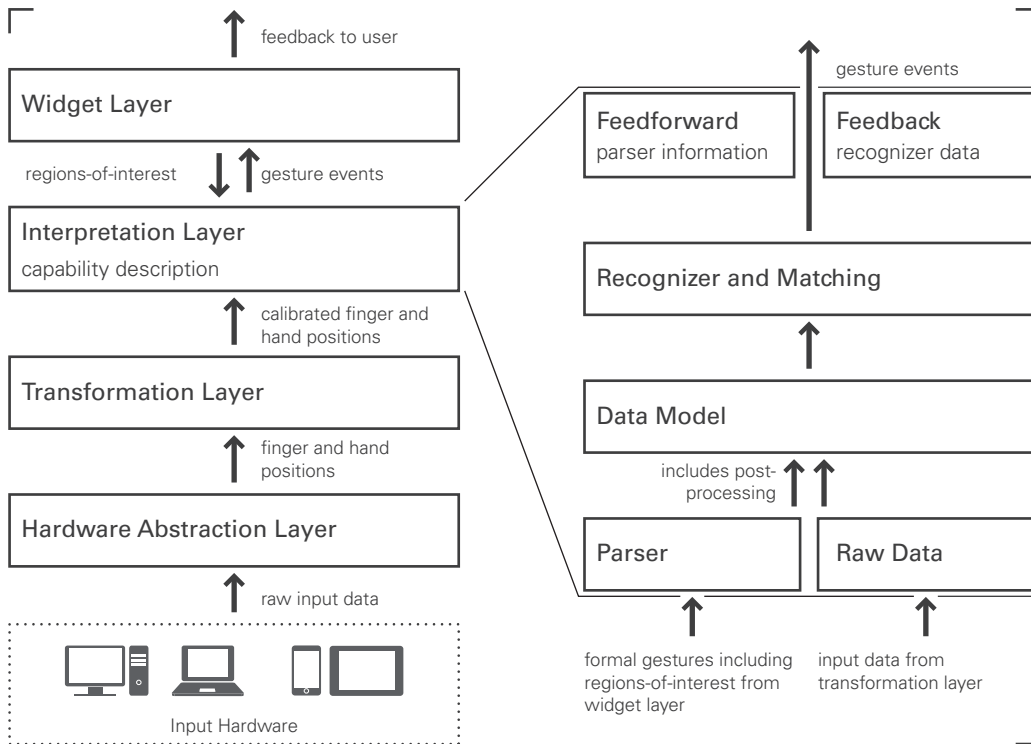 feedback to user
Widget Layer
regions-of-interest
gesture events
Interpretation Layer
capability description
calibrated finger and
hand positions
Transformation Layer
finger and hand
positions
Hardware Abstraction Layer
raw input data
Input Hardware
gesture events
Feedforward
parser information
Feedback
recognizer data
Recognizer and Matching
Data Model
includes post-
processing
Parser
Raw Data
formal gestures including
regions-of-interest from
widget layer
input data from
transformation layer